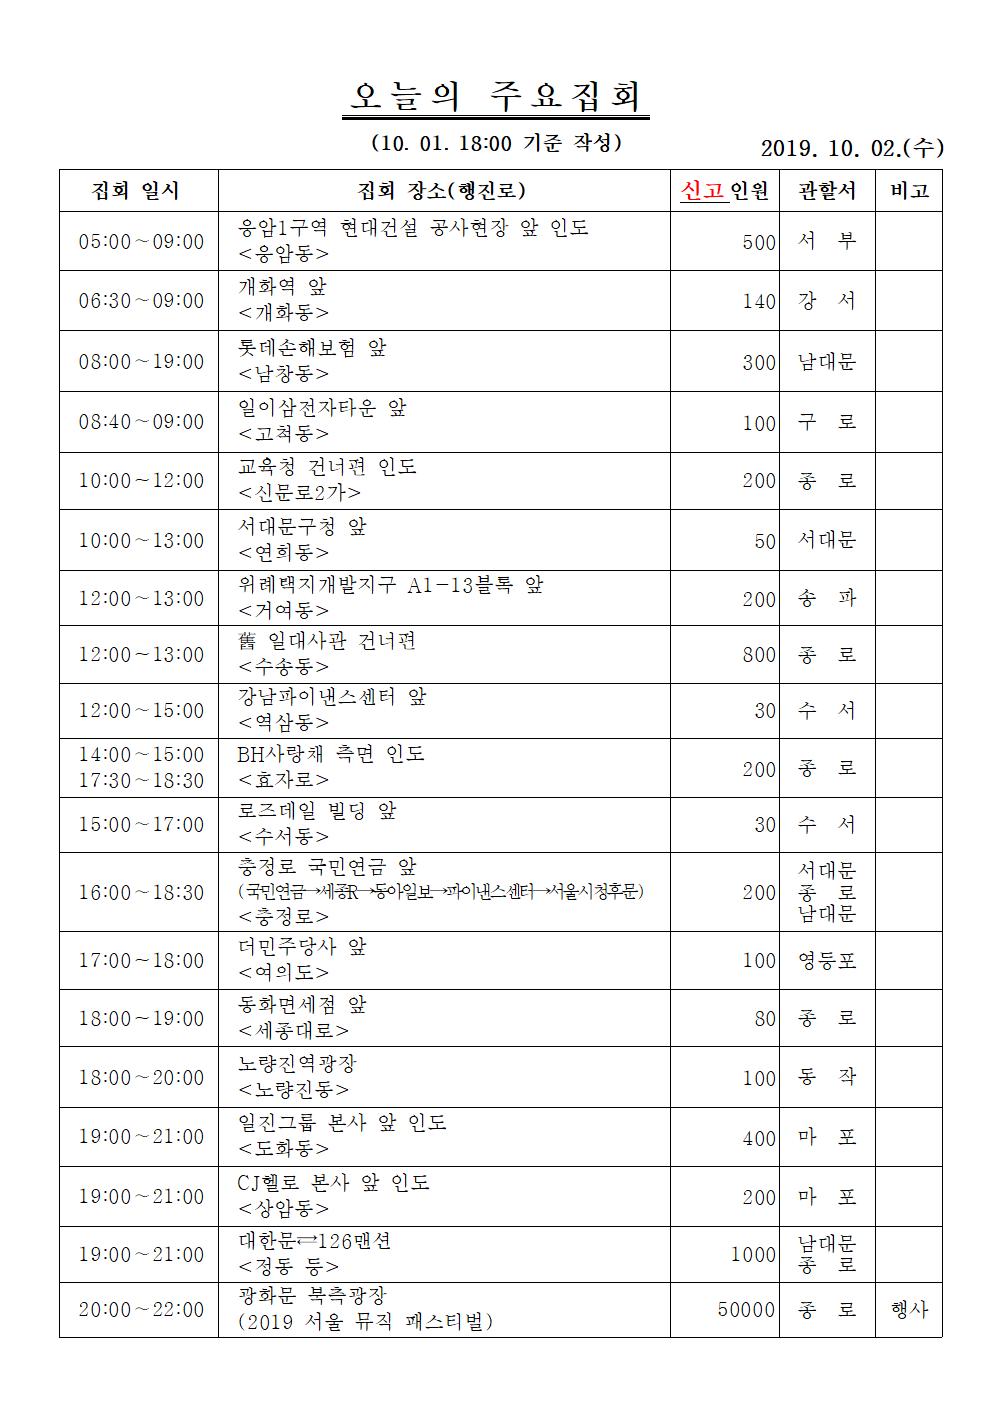 오늘의 주요집회
(10. 01. 18:00 기준 작성)
2019. 10. 02.(수)
집회 일시 집회 장소(행진로) 신고인원 관할서 비고
05:00~09:00 응암1구역 현대건설 공사현장 앞 인도 500 서 부
<응암동>
06:30~09:00 개화역 앞 140 강 서
<개화동>
08:00~19:00 롯데손해보험 앞 300 남대문
<남창동>
08:40~09:00 일이삼전자타운 앞 100 구 로
<고척동>
10:00~12:00 교육청 건너편 인도 200 종 로
<신문로2가>
10:00~13:00 서대문구청 앞 50 서대문
<연희동>
12:00~13:00 위례택지개발지구 A1-13블록 앞 200 송 파
<거여동>
12:00~13:00 舊 일대사관 건너편 800 종 로
<수송동>
12:00~15:00 강남파이낸스센터 앞 30 수 서
<역삼동>
14:00~15:00 BH사랑채 측면 인도 200 종 로
17:30~18:30 <효자로>
15:00~17:00 로즈데일 빌딩 앞 30 수 서
<수서동>
충정로 국민연금 앞 서대문
16:00~18:30 (국민연금→세종R→동아일보→파이낸스센터→서울시청후문) 200 종 로
<충정로> 남대문
17:00~18:00 더민주당사 앞 100 영등포
<여의도>
18:00~19:00 동화면세점 앞 80 종 로
<세종대로>
18:00~20:00 노량진역광장 100 동 작
<노량진동>
19:00~21:00 일진그룹 본사 앞 인도 400 마 포
<도화동>
19:00~21:00 CJ헬로 본사 앞 인도 200 마 포
<상암동>
19:00~21:00 대한문⇄126맨션 1000 남대문
<정동 등> 종 로
20:00~22:00 광화문 북측광장 50000 종 로 행사
(2019 서울 뮤직 패스티벌)